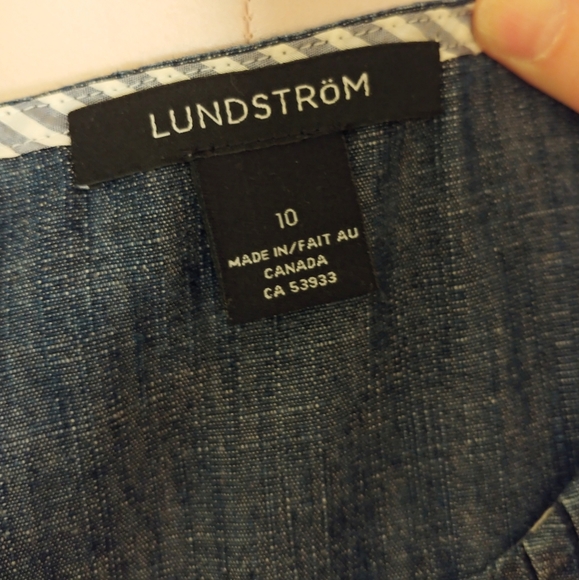 LUNDSTRÖM
10
MADE IN/FAIT AU
CANADA
CA 53933